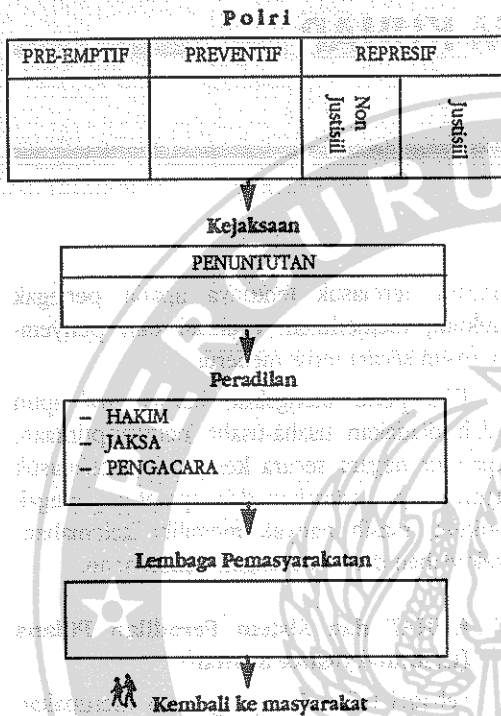 Polri
PRE-EMPTIF PREVENTIF REPRESIF
Non Justisiil
Justisiil
Kejaksaan
PENUNTUTAN
Peradilan
– HAKIM
– JAKSA
– PENGACARA
Lembaga Pemasyarakatan
Kembali ke masyarakat